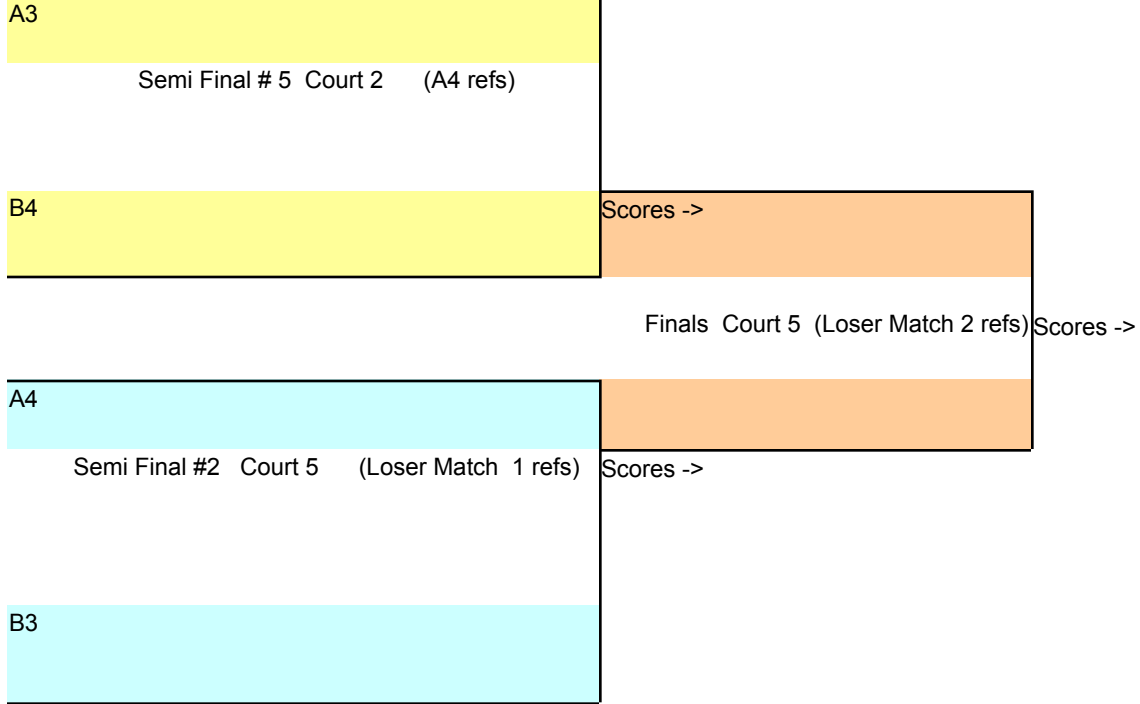 A3
Semi Final # 5 Court 2 (A4 refs)
B4
Scores ->
Finals Court 5 (Loser Match 2 refs)
Scores ->
A4
Semi Final #2 Court 5 (Loser Match 1 refs)
Scores ->
B3